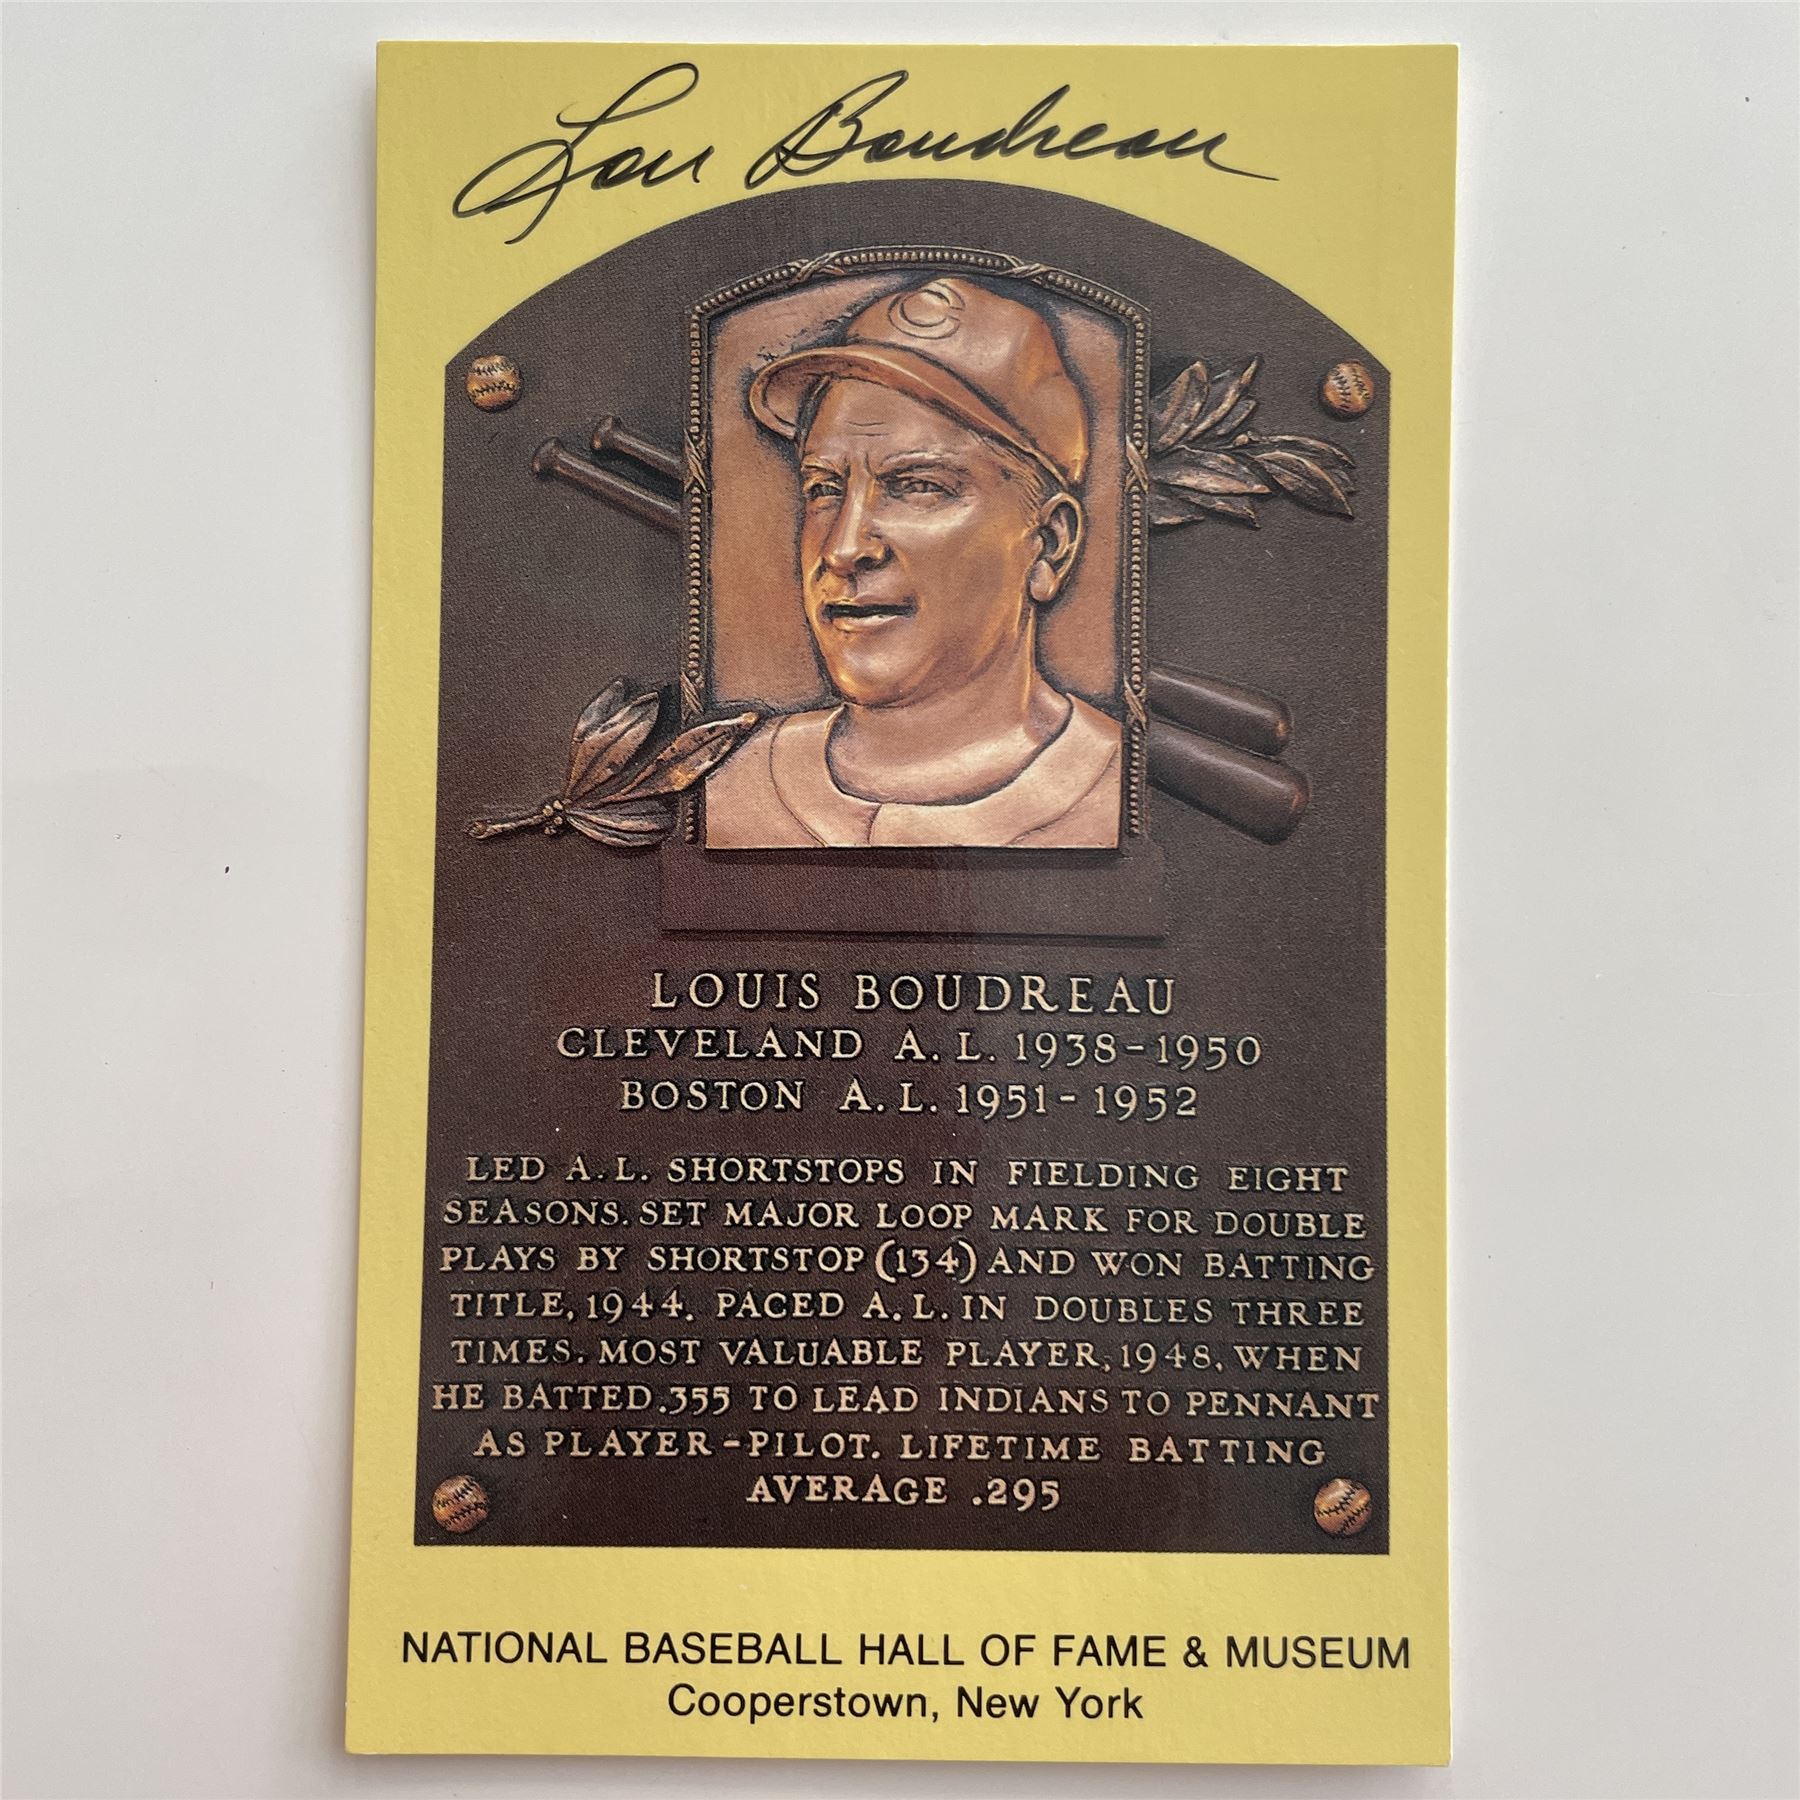 Lou Boudreau
C
LOUIS BOUDREAU
CLEVELAND A.L. 1938-1950
BOSTON A.L. 1951-1952
LED A.L. SHORTSTOPS IN FIELDING EIGHT
SEASONS. SET MAJOR LOOP MARK FOR DOUBLE
PLAYS BY SHORTSTOP (134) AND WON BATTING
TITLE, 1944. PACED A.L. IN DOUBLES THREE
TIMES. MOST VALUABLE PLAYER, 1948, WHEN
HE BATTED .355 TO LEAD INDIANS TO PENNANT
AS PLAYER-PILOT. LIFETIME BATTING
AVERAGE .295
NATIONAL BASEBALL HALL OF FAME & MUSEUM
Cooperstown, New York